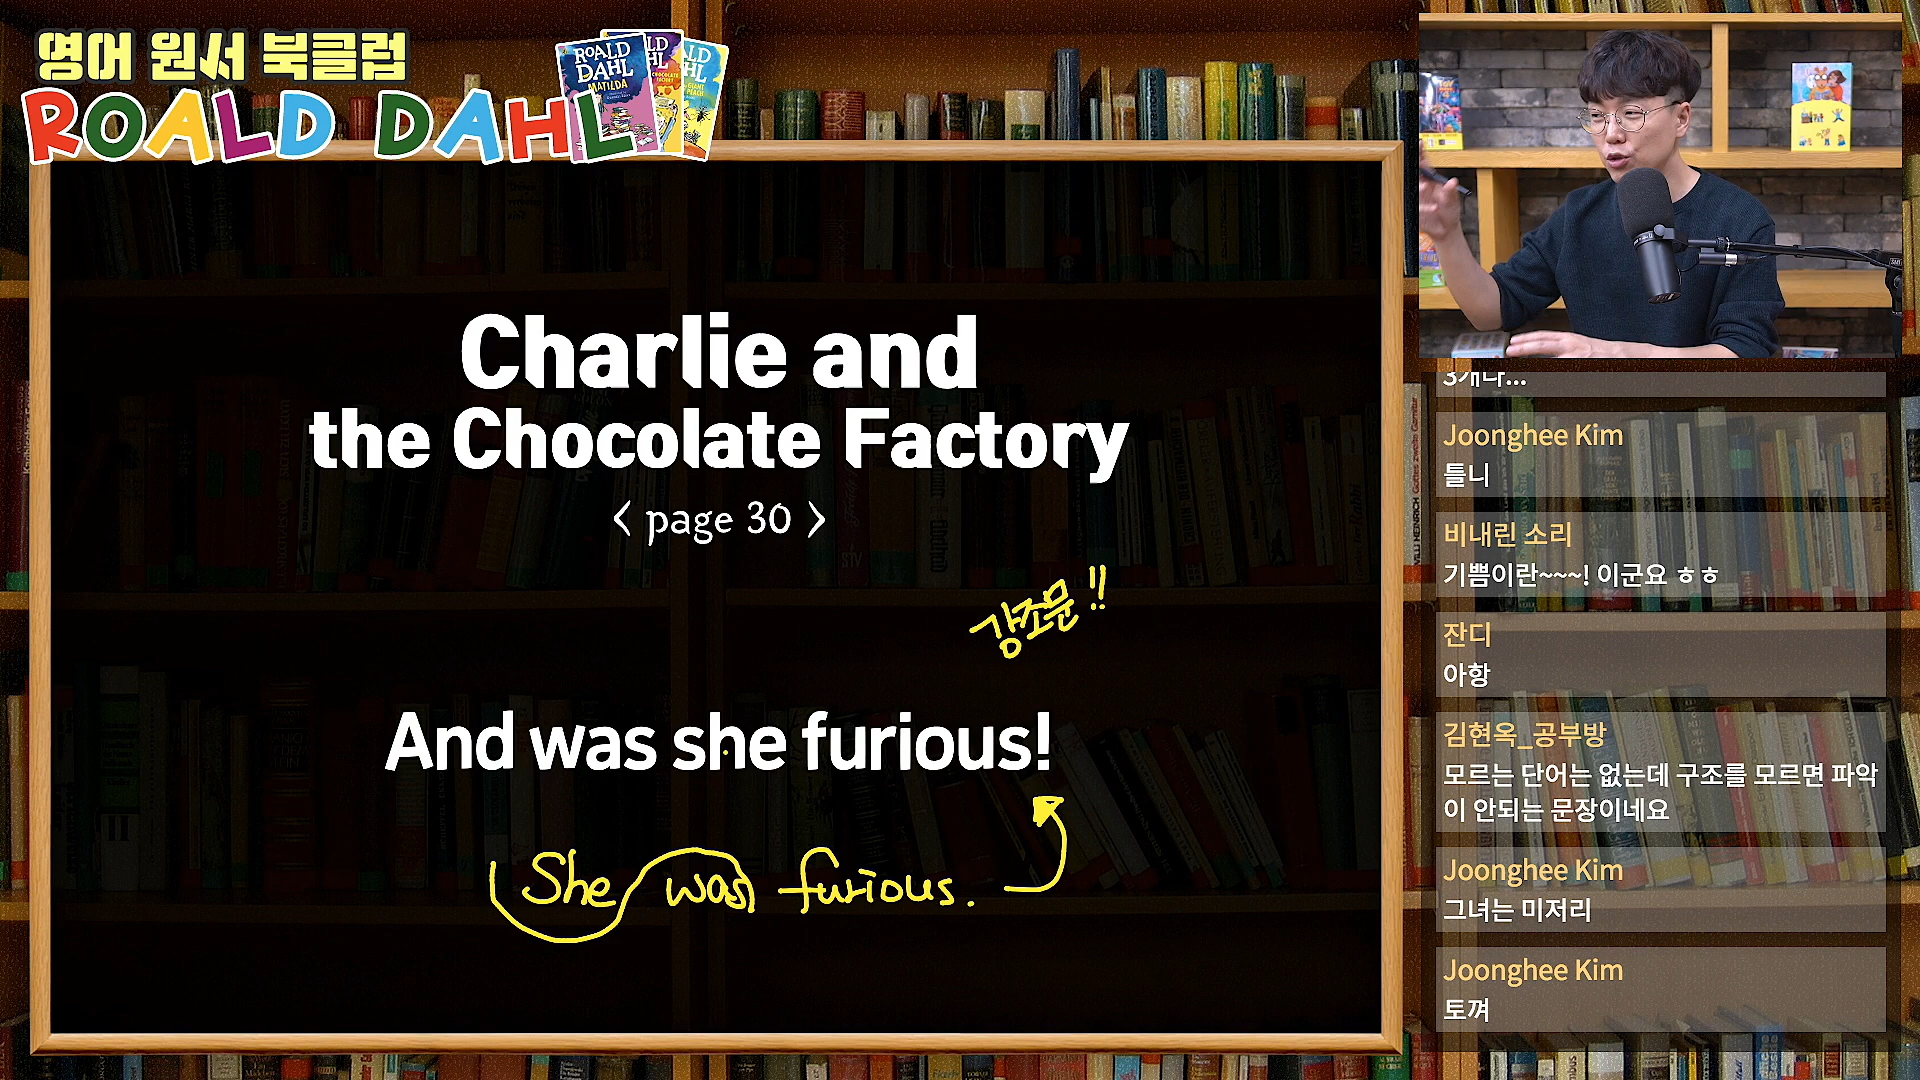 영어 원서 북클럽
ROALD DAHL
ROALD
DAHL
MATILDA
Charlie and
the Chocolate Factory
< page 30 >
강조문!!
And was she furious!
She was furious.
3개나...
Joonghee Kim
틀니
비내린 소리
기쁨이란~~~! 이군요 ㅎㅎ
잔디
아항
김현옥_공부방
모르는 단어는 없는데 구조를 모르면 파악
이 안되는 문장이네요
Joonghee Kim
그녀는 미저리
Joonghee Kim
토껴